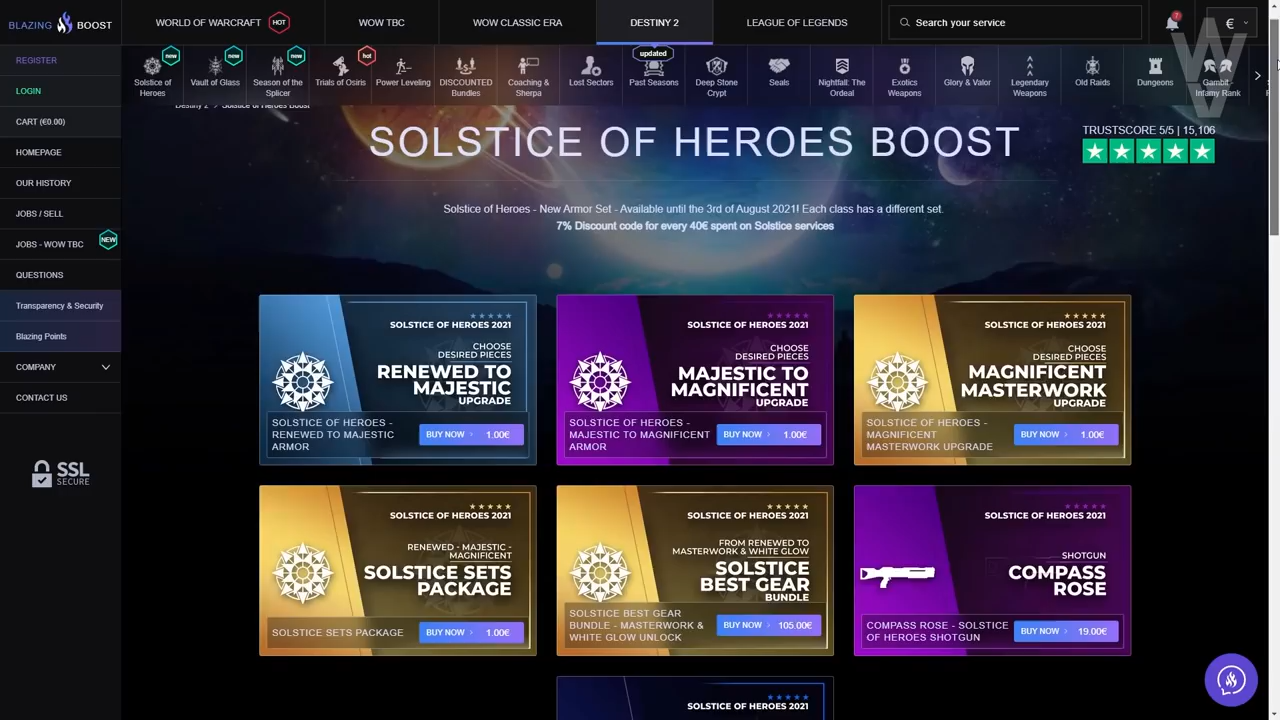 BLAZING BOOST
WORLD OF WARCRAFT HOT
WOW TBC
WOW CLASSIC ERA
DESTINY 2
LEAGUE OF LEGENDS
Search your service
7
€
W
REGISTER
LOGIN
CART (€0.00)
HOMEPAGE
OUR HISTORY
JOBS / SELL
JOBS - WOW TBC NEW
QUESTIONS
Transparency & Security
Blazing Points
COMPANY
CONTACT US
SSL
SECURE
new
Solstice of
Heroes
new
Vault of Glass
new
Season of the
Splicer
hot
Trials of Osiris
Power Leveling
DISCOUNTED
Bundles
Coaching &
Sherpa
Lost Sectors
updated
Past Seasons
Deep Stone
Crypt
Seals
Nightfall: The
Ordeal
Exotics
Weapons
Glory & Valor
Legendary
Weapons
Old Raids
Dungeons
Gambit -
Infamy Rank
Destiny 2 > Solstice of Heroes Boost
SOLSTICE OF HEROES BOOST
TRUSTSCORE 5/5 | 15,106
Solstice of Heroes - New Armor Set - Available until the 3rd of August 2021! Each class has a different set.
7% Discount code for every 40€ spent on Solstice services
SOLSTICE OF HEROES 2021
CHOOSE
DESIRED PIECES
RENEWED TO
MAJESTIC
UPGRADE
SOLSTICE OF HEROES -
RENEWED TO MAJESTIC
ARMOR
BUY NOW > 1.00€
SOLSTICE OF HEROES 2021
CHOOSE
DESIRED PIECES
MAJESTIC TO
MAGNIFICENT
UPGRADE
SOLSTICE OF HEROES -
MAJESTIC TO MAGNIFICENT
ARMOR
BUY NOW > 1.00€
SOLSTICE OF HEROES 2021
CHOOSE
DESIRED PIECES
MAGNIFICENT
MASTERWORK
UPGRADE
SOLSTICE OF HEROES -
MAGNIFICENT
MASTERWORK UPGRADE
BUY NOW > 1.00€
SOLSTICE OF HEROES 2021
RENEWED - MAJESTIC -
MAGNIFICENT
SOLSTICE SETS
PACKAGE
SOLSTICE SETS PACKAGE
BUY NOW > 1.00€
SOLSTICE OF HEROES 2021
FROM RENEWED TO
MASTERWORK & WHITE GLOW
SOLSTICE
BEST GEAR
BUNDLE
SOLSTICE BEST GEAR
BUNDLE - MASTERWORK &
WHITE GLOW UNLOCK
BUY NOW > 105.00€
SOLSTICE OF HEROES 2021
SHOTGUN
COMPASS
ROSE
COMPASS ROSE - SOLSTICE
OF HEROES SHOTGUN
BUY NOW > 19.00€
SOLSTICE OF HEROES 2021